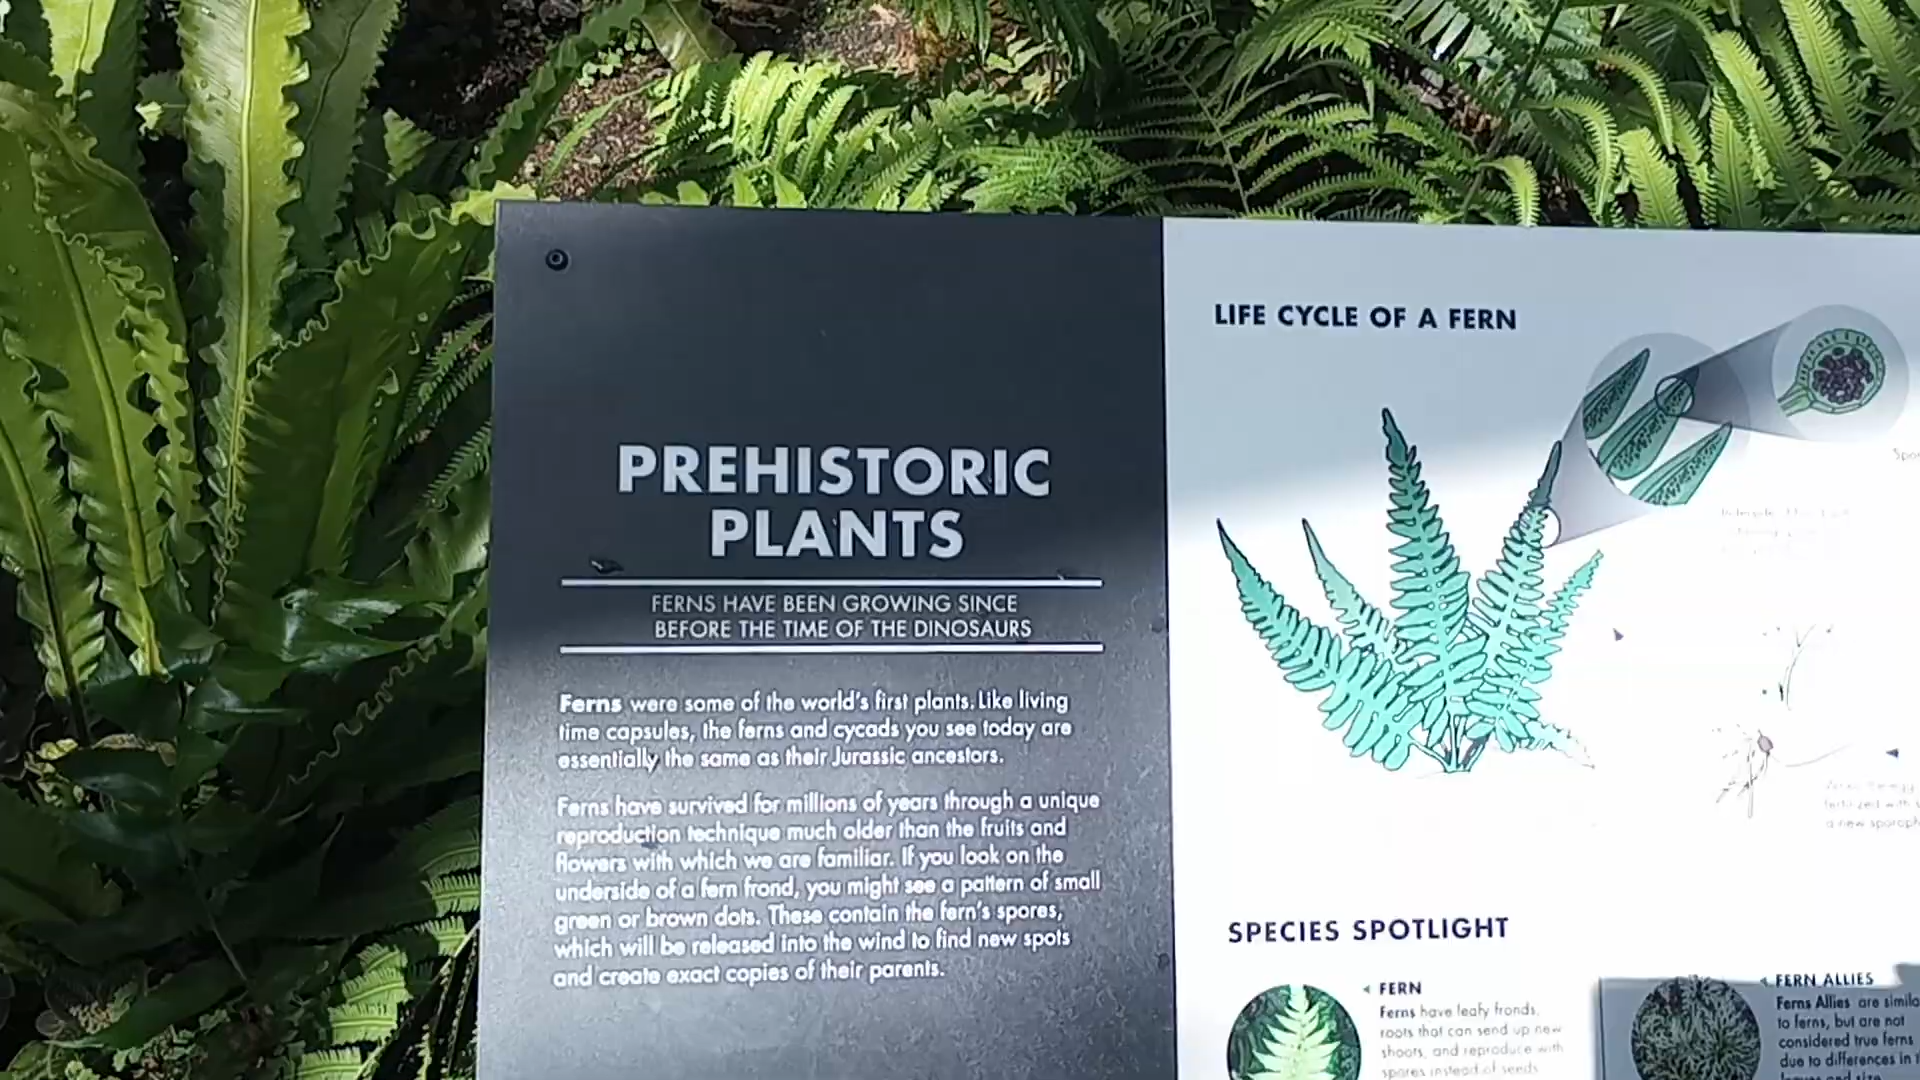 PREHISTORIC
PLANTS
FERNS HAVE BEEN GROWING SINCE
BEFORE THE TIME OF THE DINOSAURS
Ferns were some of the world's first plants. Like living
time capsules, the ferns and cycads you see today are
essentially the same as their Jurassic ancestors.
Ferns have survived for millions of years through a unique
reproduction technique much older than the fruits and
flowers with which we are familiar. If you look on the
underside of a fern frond, you might see a pattern of small
green or brown dots. These contain the fern's spores,
which will be released into the wind to find new spots
and create exact copies of their parents.
LIFE CYCLE OF A FERN
fertilized with
a new
SPECIES SPOTLIGHT
FERN
Ferns have leafy fronds,
roots that can send up new
shoots, and reproduce with
spores instead of seeds
FERN ALLIES
Ferns Allies are
to ferns, but are not
considered true ferns
due to differences in